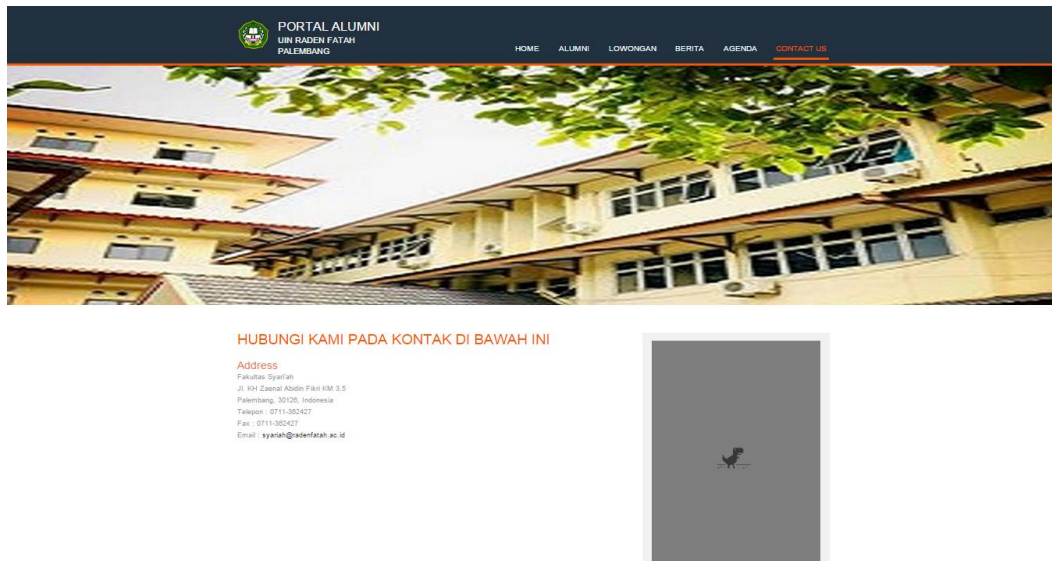 PORTAL ALUMNI
UIN RADEN FATAH
PALEMBANG
HOME ALUMNI LOWONGAN BERITA AGENDA CONTACT US
HUBUNGI KAMI PADA KONTAK DI BAWAH INI
Address
Fakultas Syari'ah
Jl. KH Zaenal Abidin Fikri KM 3.5
Palembang, 30126, Indonesia
Telepon : 0711-362427
Fax : 0711-362427
Email : syariah@radenfatah.ac.id